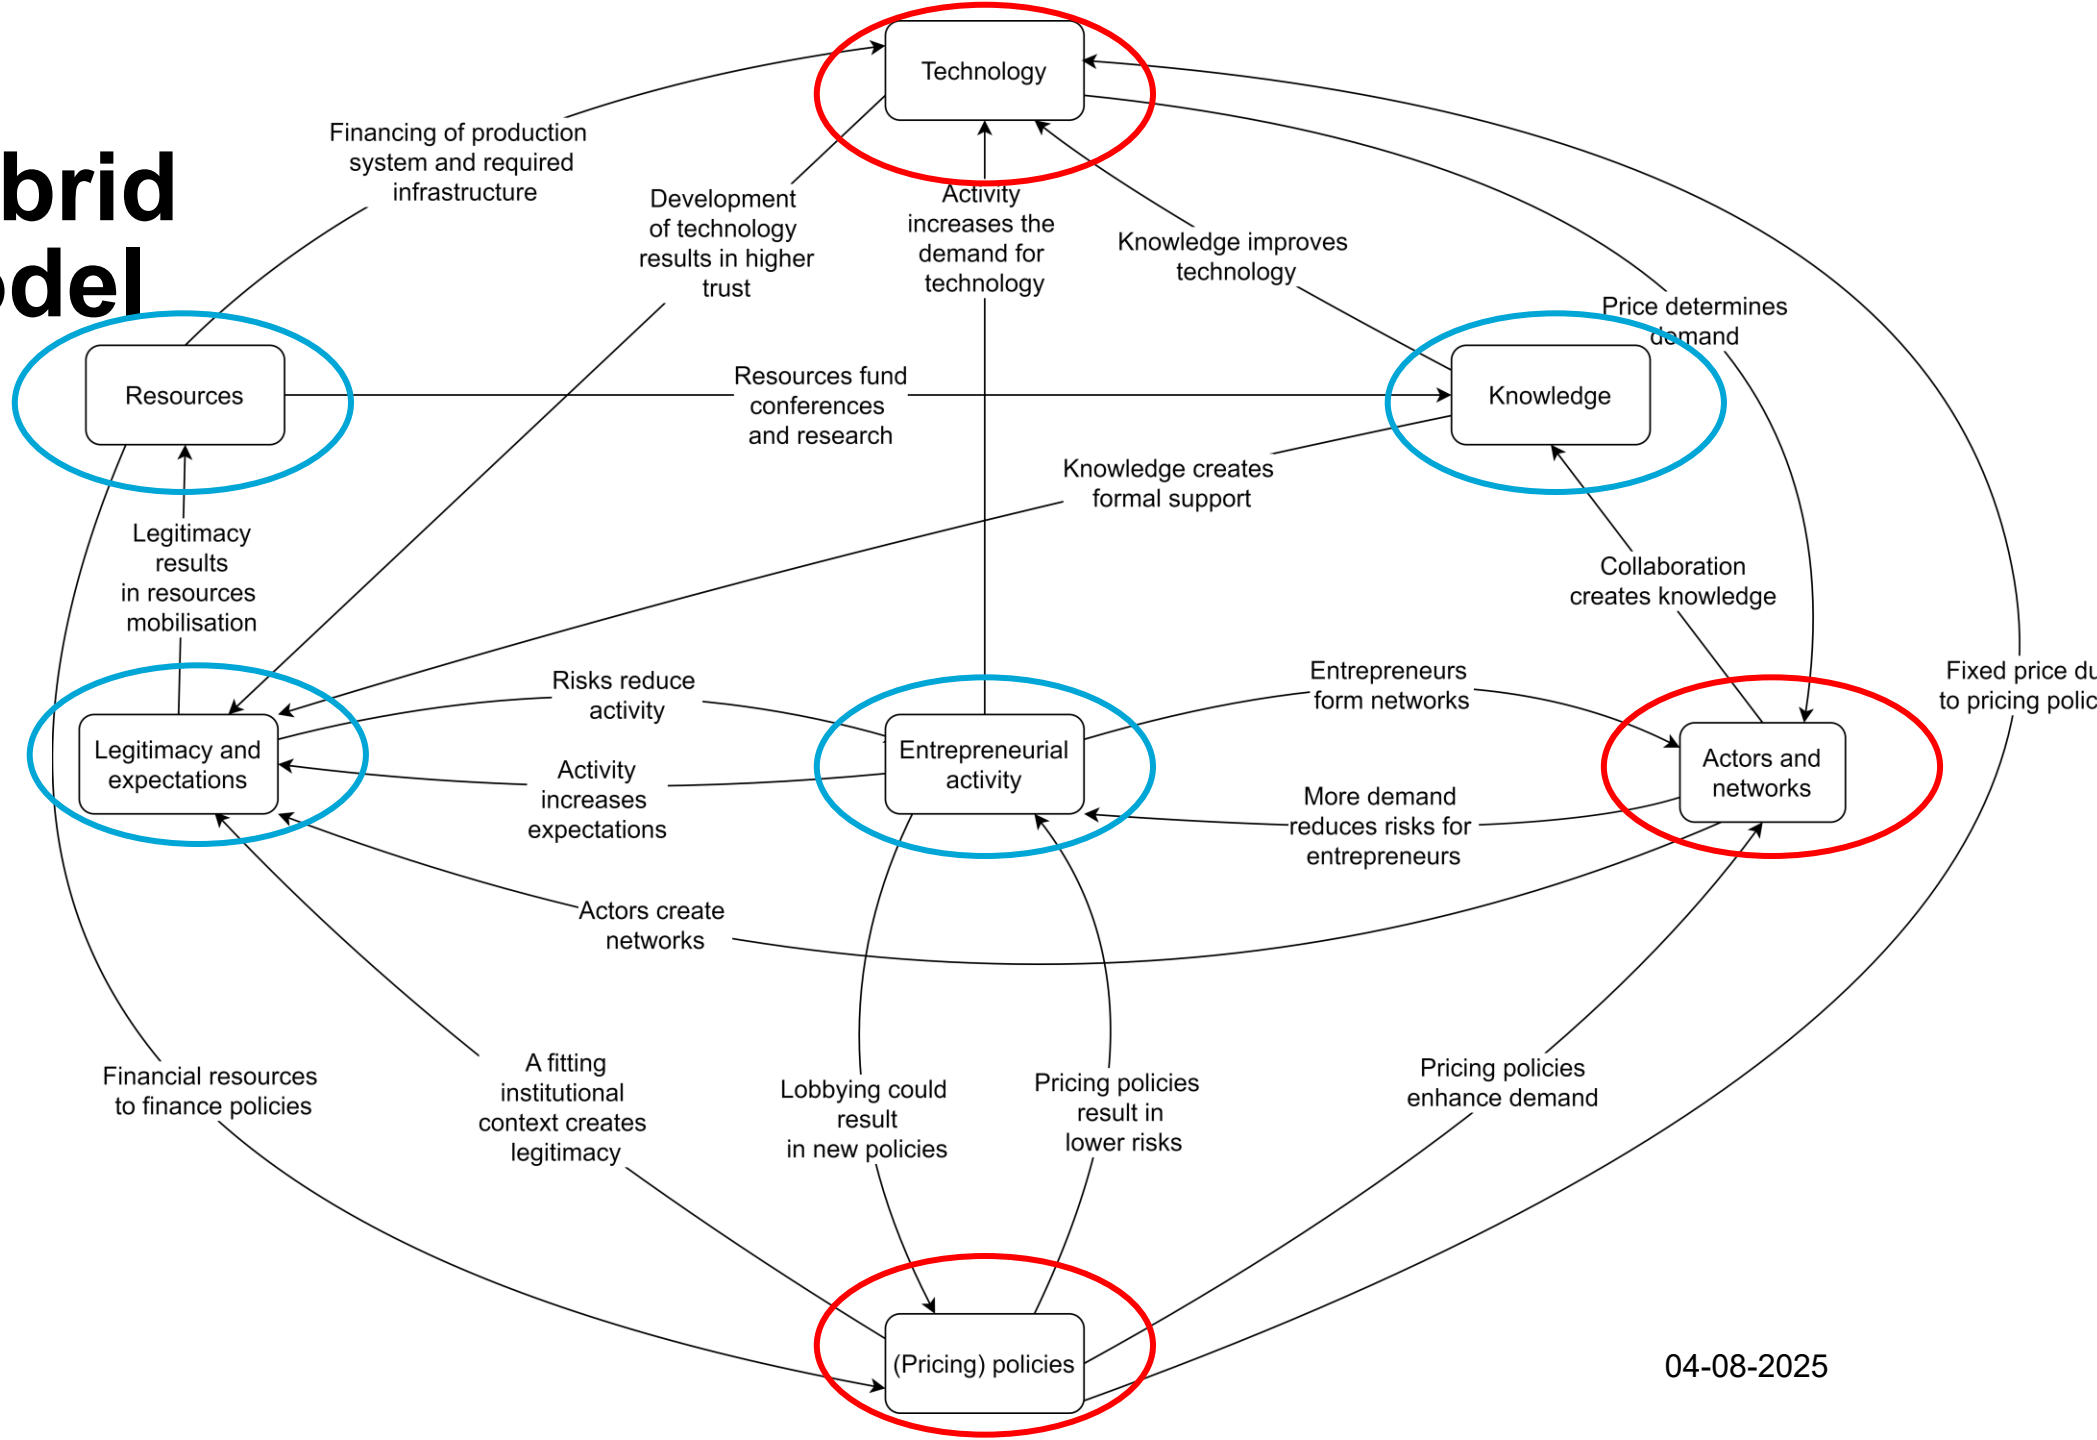 brid
odel
Technology
Financing of production
system and required
infrastructure
Development
of technology
results in higher
trust
Activity
increases the
demand for
technology
Knowledge improves
technology
Price determines
demand
Resources
Resources fund
conferences
and research
Knowledge
Knowledge creates
formal support
Legitimacy
results
in resources
mobilisation
Collaboration
creates knowledge
Risks reduce
activity
Entrepreneurs
form networks
Fixed price du
to pricing polic
Legitimacy and
expectations
Activity
increases
expectations
Entrepreneurial
activity
More demand
reduces risks for
entrepreneurs
Actors and
networks
Actors create
networks
Financial resources
to finance policies
A fitting
institutional
context creates
legitimacy
Lobbying could
result
in new policies
Pricing policies
result in
lower risks
Pricing policies
enhance demand
(Pricing) policies
04-08-2025